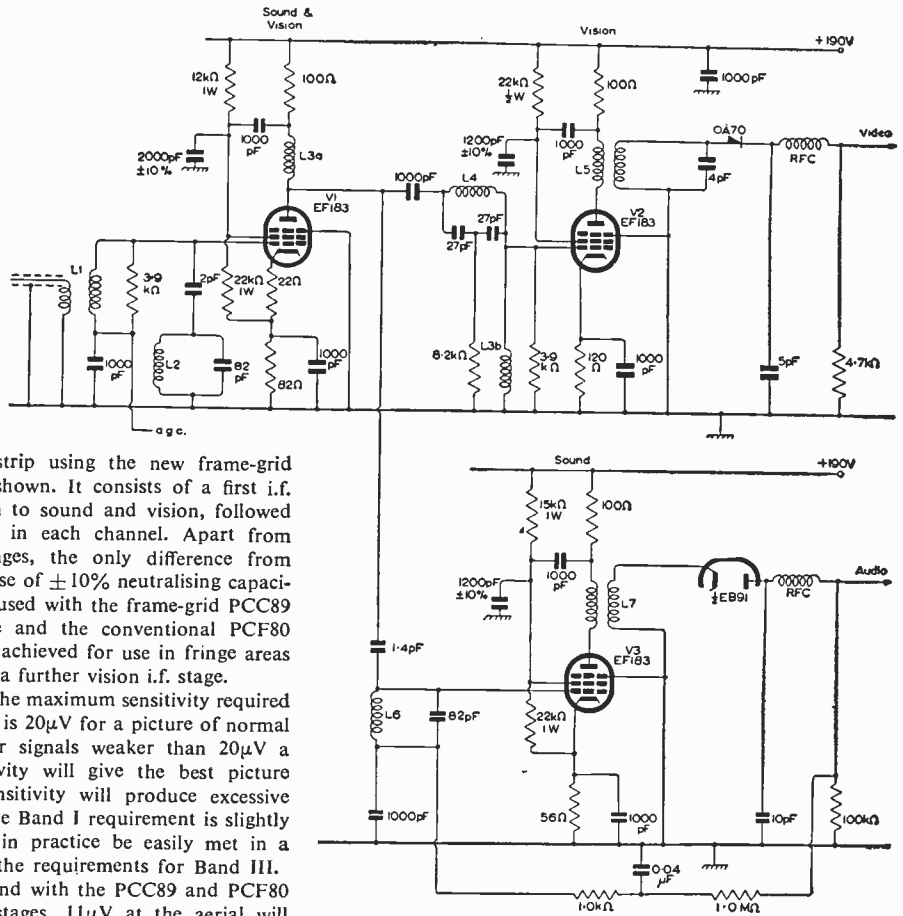 Sound &
Vision
Vision
+190V
12kΩ
1W
100Ω
22kΩ
½W
100Ω
1000pF
1000
pF
2000pF
±10%
L3a
1200pF
±10%
1000
pF
L5
OA70
Video
RFC
4pF
V1
EF183
1000pF
L4
27pF
27pF
V2
EF183
L1
3·9
kΩ
2pF
22kΩ
1W
22Ω
1000
pF
L2
82
pF
82Ω
1000
pF
8·2kΩ
L3b
3·9
kΩ
120
Ω
1000
pF
5pF
4·7kΩ
a.g.c.
strip using the new frame-grid
shown. It consists of a first i.f.
to sound and vision, followed
in each channel. Apart from
nges, the only difference from
se of ±10% neutralising capaci-
used with the frame-grid PCC89
e and the conventional PCF80
achieved for use in fringe areas
a further vision i.f. stage.
he maximum sensitivity required
is 20μV for a picture of normal
r signals weaker than 20μV a
vity will give the best picture
nsitivity will produce excessive
e Band I requirement is slightly
in practice be easily met in a
the requirements for Band III.
nd with the PCC89 and PCF80
stages, 11μV at the aerial will
Sound
+190V
15kΩ
1W
100Ω
1200pF
±10%
1000
pF
L7
½EB91
RFC
Audio
V3
EF183
1·4pF
L6
82pF
22kΩ
1W
1000pF
56Ω
1000
pF
10pF
100kΩ
0·04
μF
1·0kΩ
1·0MΩ